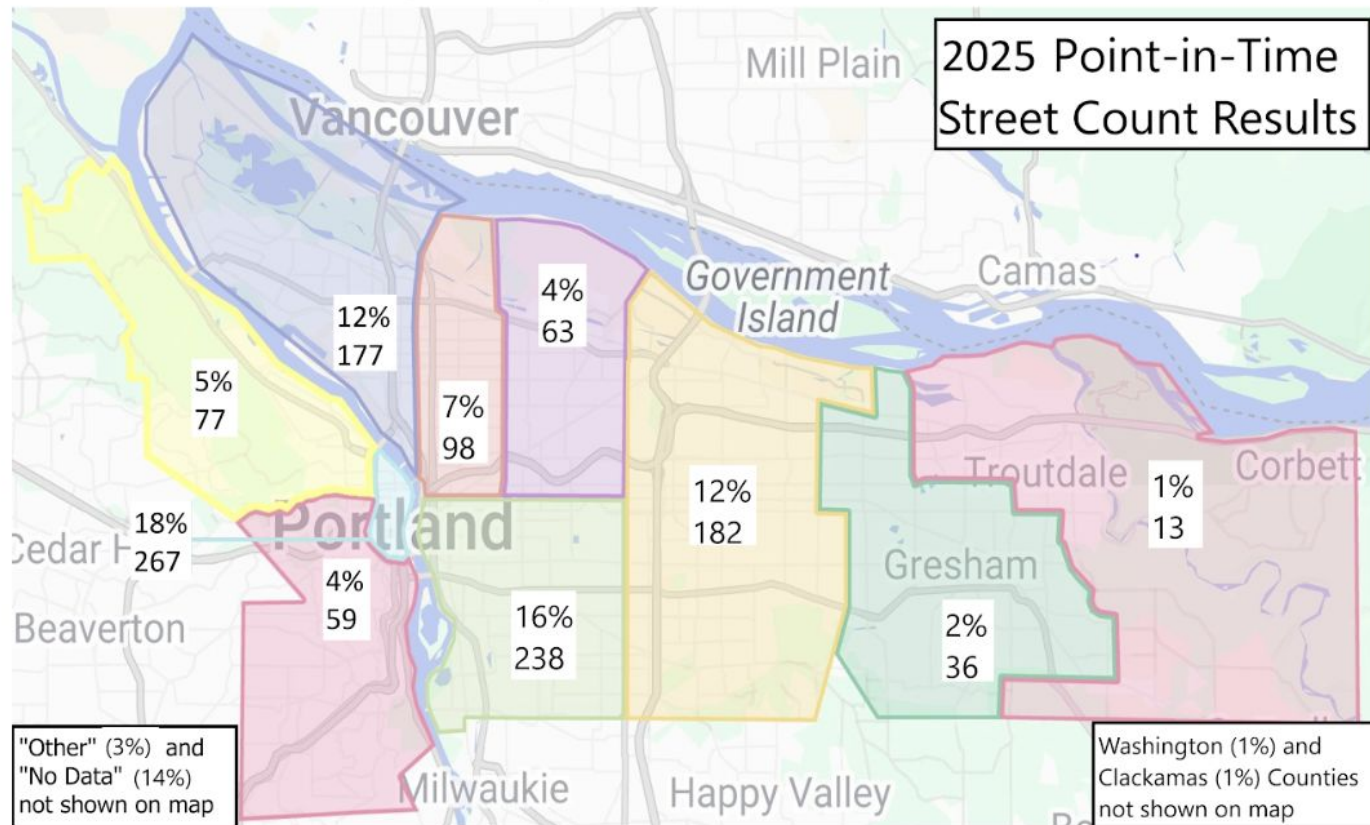 2025 Point-in-Time
Street Count Results
Mill Plain
Vancouver
Government
Island
Camas
4%
63
12%
177
5%
77
7%
98
Troutdale
Corbett
1%
13
12%
182
Portland
18%
267
Cedar H
Gresham
4%
59
Beaverton
16%
238
2%
36
"Other" (3%) and
"No Data" (14%)
not shown on map
Washington (1%) and
Clackamas (1%) Counties
not shown on map
Milwaukie
Happy Valley